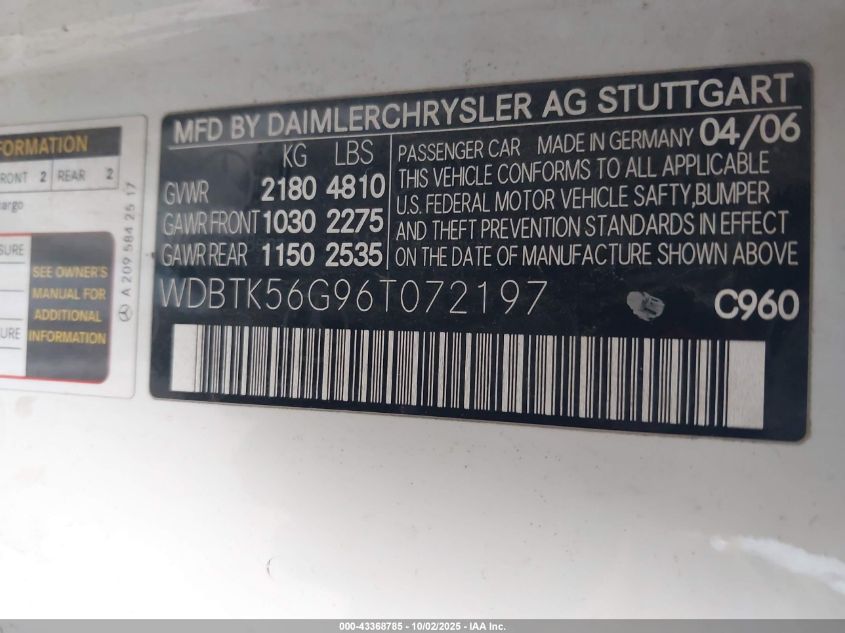 FORMATION
FRONT 2 REAR 2
cargo
SURE
SEE OWNER'S
MANUAL FOR
ADDITIONAL
INFORMATION
SURE
A 209 584 25 17
MFD BY DAIMLERCHRYSLER AG STUTTGART
KG LBS
GVWR 2180 4810
GAWR FRONT 1030 2275
GAWR REAR 1150 2535
PASSENGER CAR MADE IN GERMANY 04/06
THIS VEHICLE CONFORMS TO ALL APPLICABLE
U.S. FEDERAL MOTOR VEHICLE SAFTY,BUMPER
AND THEFT PREVENTION STANDARDS IN EFFECT
ON THE DATE OF MANUFACTURE SHOWN ABOVE
WDBTK56G96T072197 C960
000-43368785 - 10/02/2025 - IAA Inc.